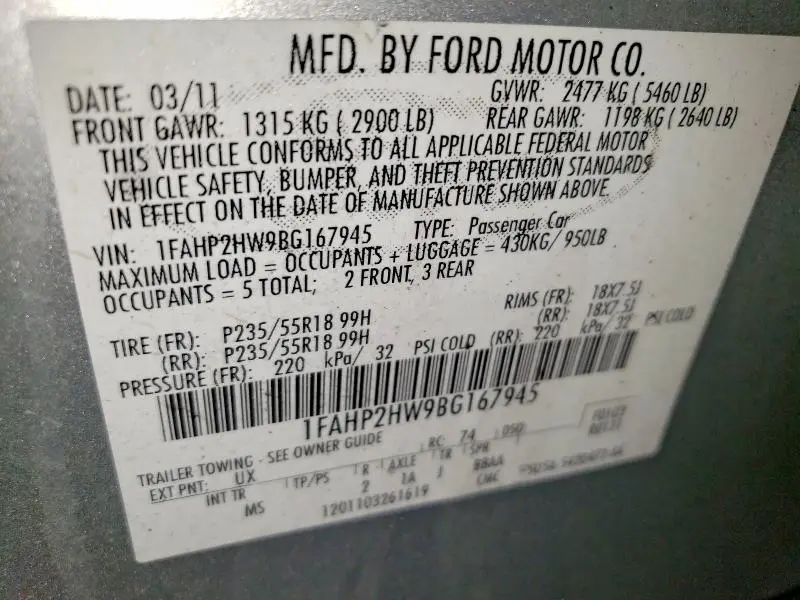 MFD. BY FORD MOTOR CO.
DATE: 03/11 GVWR: 2477 KG ( 5460 LB)
FRONT GAWR: 1315 KG ( 2900 LB) REAR GAWR: 1198 KG ( 2640 LB)
THIS VEHICLE CONFORMS TO ALL APPLICABLE FEDERAL MOTOR
VEHICLE SAFETY, BUMPER, AND THEFT PREVENTION STANDARDS
IN EFFECT ON THE DATE OF MANUFACTURE SHOWN ABOVE.
VIN: 1FAHP2HW9BG167945 TYPE: Passenger Car
MAXIMUM LOAD = OCCUPANTS + LUGGAGE = 430KG/ 950LB
OCCUPANTS = 5 TOTAL; 2 FRONT, 3 REAR
TIRE (FR): P235/55R18 99H RIMS (FR): 18X7.5J
(RR): P235/55R18 99H (RR): 18X7.5J
PRESSURE (FR): 220 kPa/ 32 PSI COLD (RR): 220 kPa/ 32 PSI COLD
1FAHP2HW9BG167945
TRAILER TOWING - SEE OWNER GUIDE RC: 74 DSO
EXT PNT: UX INT TR TP/PS R AXLE TR SPR
MS 2 1A J BBAA
1201103261619